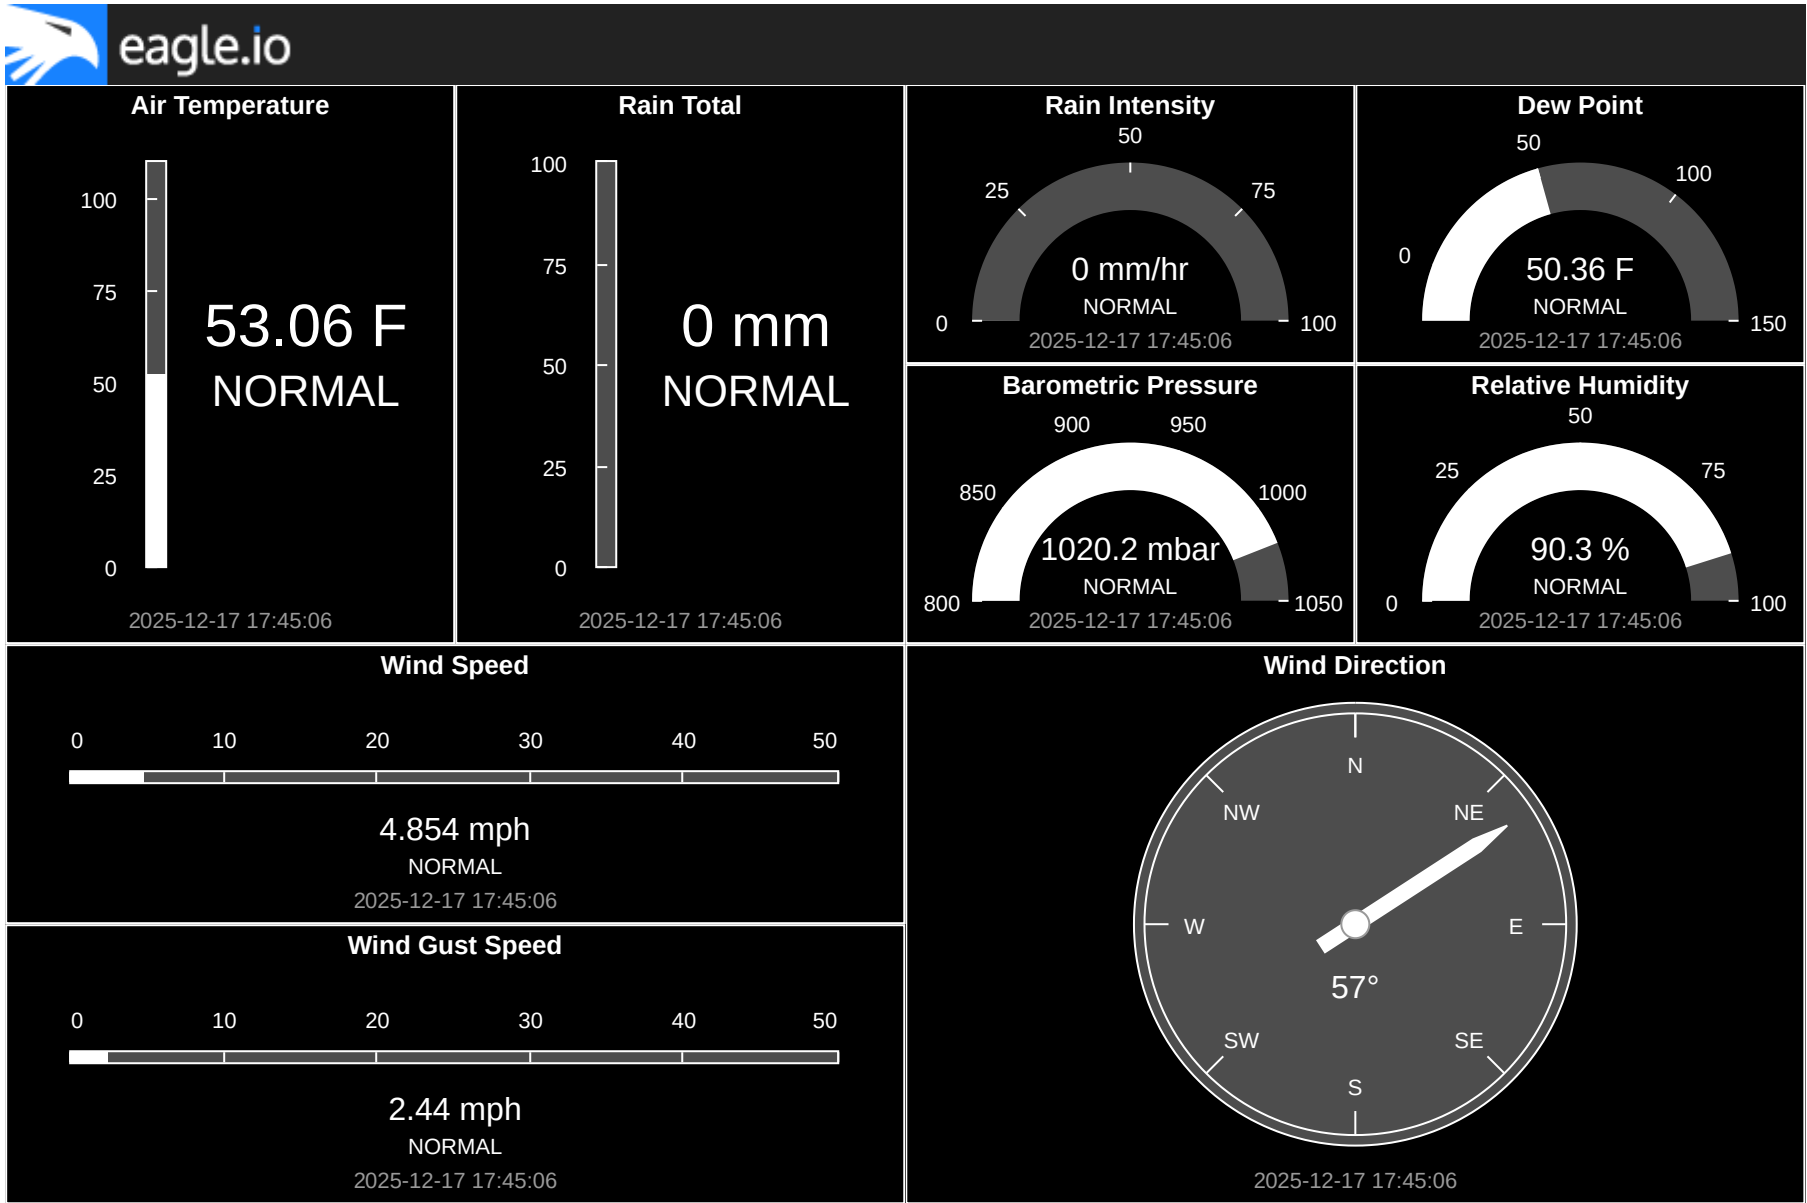 eagle.io
Air Temperature
100
75
50
25
0
53.06 F
NORMAL
2025-12-17 17:45:06
Rain Total
100
75
50
25
0
0 mm
NORMAL
2025-12-17 17:45:06
Rain Intensity
50
25
75
0
100
0 mm/hr
NORMAL
2025-12-17 17:45:06
Dew Point
50
100
0
150
50.36 F
NORMAL
2025-12-17 17:45:06
Barometric Pressure
900
950
850
1000
800
1050
1020.2 mbar
NORMAL
2025-12-17 17:45:06
Relative Humidity
50
25
75
0
100
90.3 %
NORMAL
2025-12-17 17:45:06
Wind Speed
0 10 20 30 40 50
4.854 mph
NORMAL
2025-12-17 17:45:06
Wind Gust Speed
0 10 20 30 40 50
2.44 mph
NORMAL
2025-12-17 17:45:06
Wind Direction
N
NW NE
W E
57°
SW SE
S
2025-12-17 17:45:06